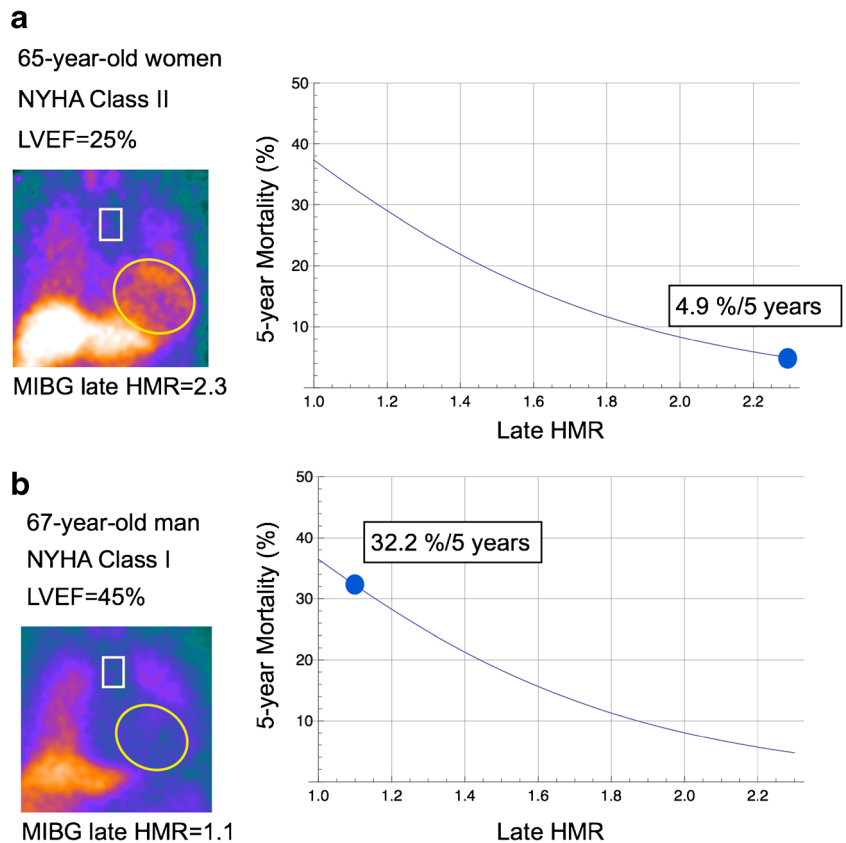 a
65-year-old women
NYHA Class II
LVEF=25%
MIBG late HMR=2.3
5-year Mortality (%)
50
40
30
20
10
4.9 %/5 years
1.0 1.2 1.4 1.6 1.8 2.0 2.2
Late HMR
b
67-year-old man
NYHA Class I
LVEF=45%
MIBG late HMR=1.1
5-year Mortality (%)
50
40
30
20
10
32.2 %/5 years
1.0 1.2 1.4 1.6 1.8 2.0 2.2
Late HMR